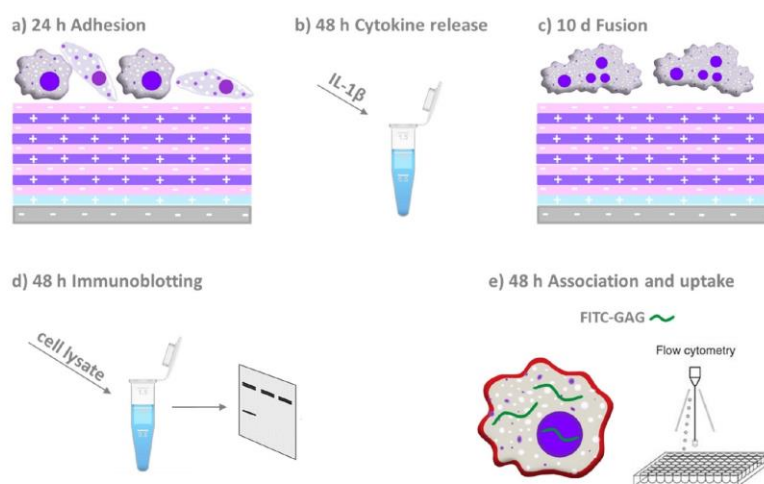 a) 24 h Adhesion
b) 48 h Cytokine release
c) 10 d Fusion
IL-1β
d) 48 h Immunoblotting
e) 48 h Association and uptake
FITC-GAG
cell lysate
Flow cytometry